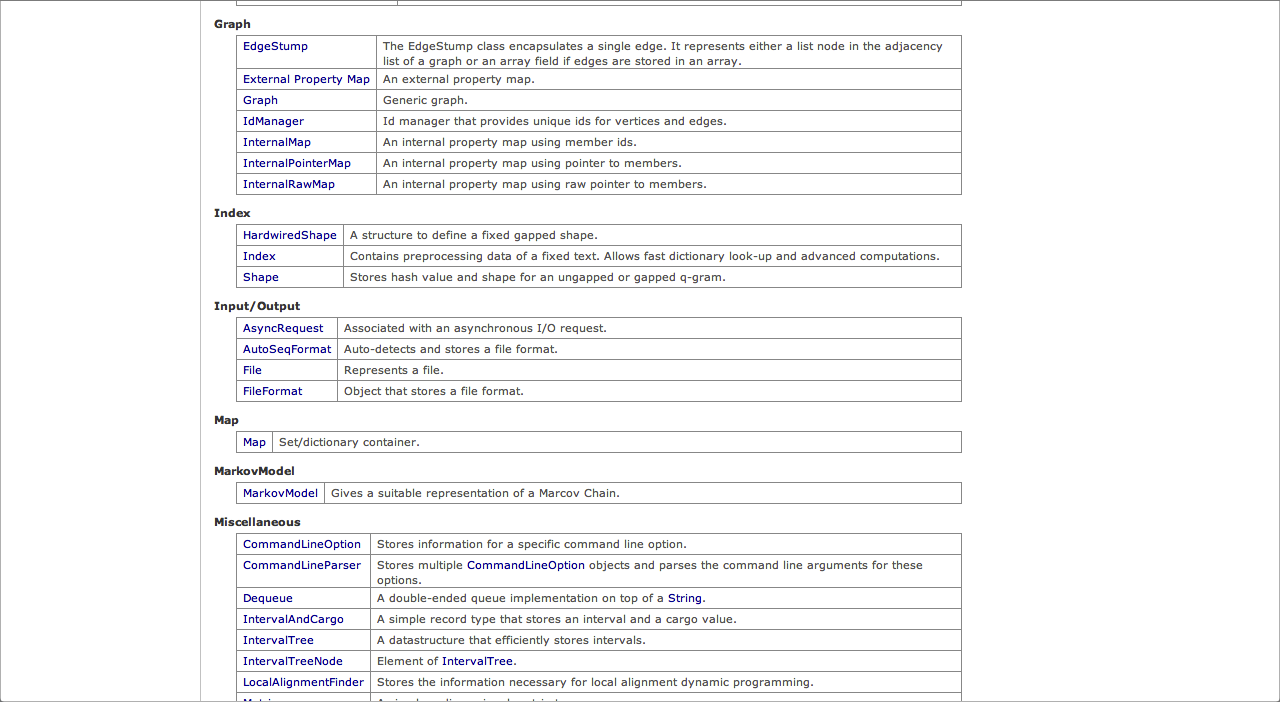 Graph
EdgeStump The EdgeStump class encapsulates a single edge. It represents either a list node in the adjacency
list of a graph or an array field if edges are stored in an array.
External Property Map An external property map.
Graph Generic graph.
IdManager Id manager that provides unique ids for vertices and edges.
InternalMap An internal property map using member ids.
InternalPointerMap An internal property map using pointer to members.
InternalRawMap An internal property map using raw pointer to members.
Index
HardwiredShape A structure to define a fixed gapped shape.
Index Contains preprocessing data of a fixed text. Allows fast dictionary look-up and advanced computations.
Shape Stores hash value and shape for an ungapped or gapped q-gram.
Input/Output
AsyncRequest Associated with an asynchronous I/O request.
AutoSeqFormat Auto-detects and stores a file format.
File Represents a file.
FileFormat Object that stores a file format.
Map
Map Set/dictionary container.
MarkovModel
MarkovModel Gives a suitable representation of a Marcov Chain.
Miscellaneous
CommandLineOption Stores information for a specific command line option.
CommandLineParser Stores multiple CommandLineOption objects and parses the command line arguments for these
options.
Dequeue A double-ended queue implementation on top of a String.
IntervalAndCargo A simple record type that stores an interval and a cargo value.
IntervalTree A datastructure that efficiently stores intervals.
IntervalTreeNode Element of IntervalTree.
LocalAlignmentFinder Stores the information necessary for local alignment dynamic programming.